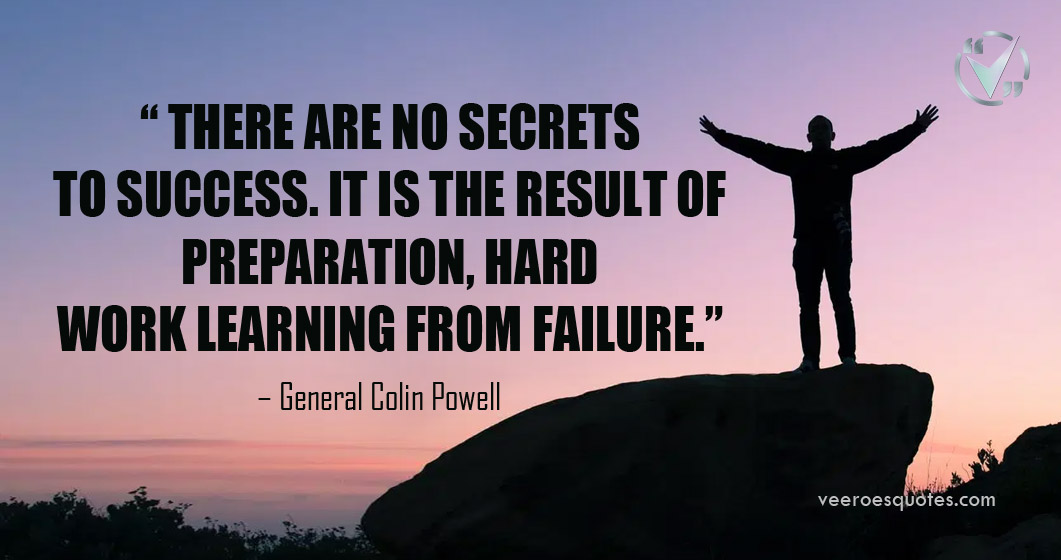 “ THERE ARE NO SECRETS
TO SUCCESS. IT IS THE RESULT OF
PREPARATION, HARD
WORK LEARNING FROM FAILURE.”
– General Colin Powell
veeroesquotes.com